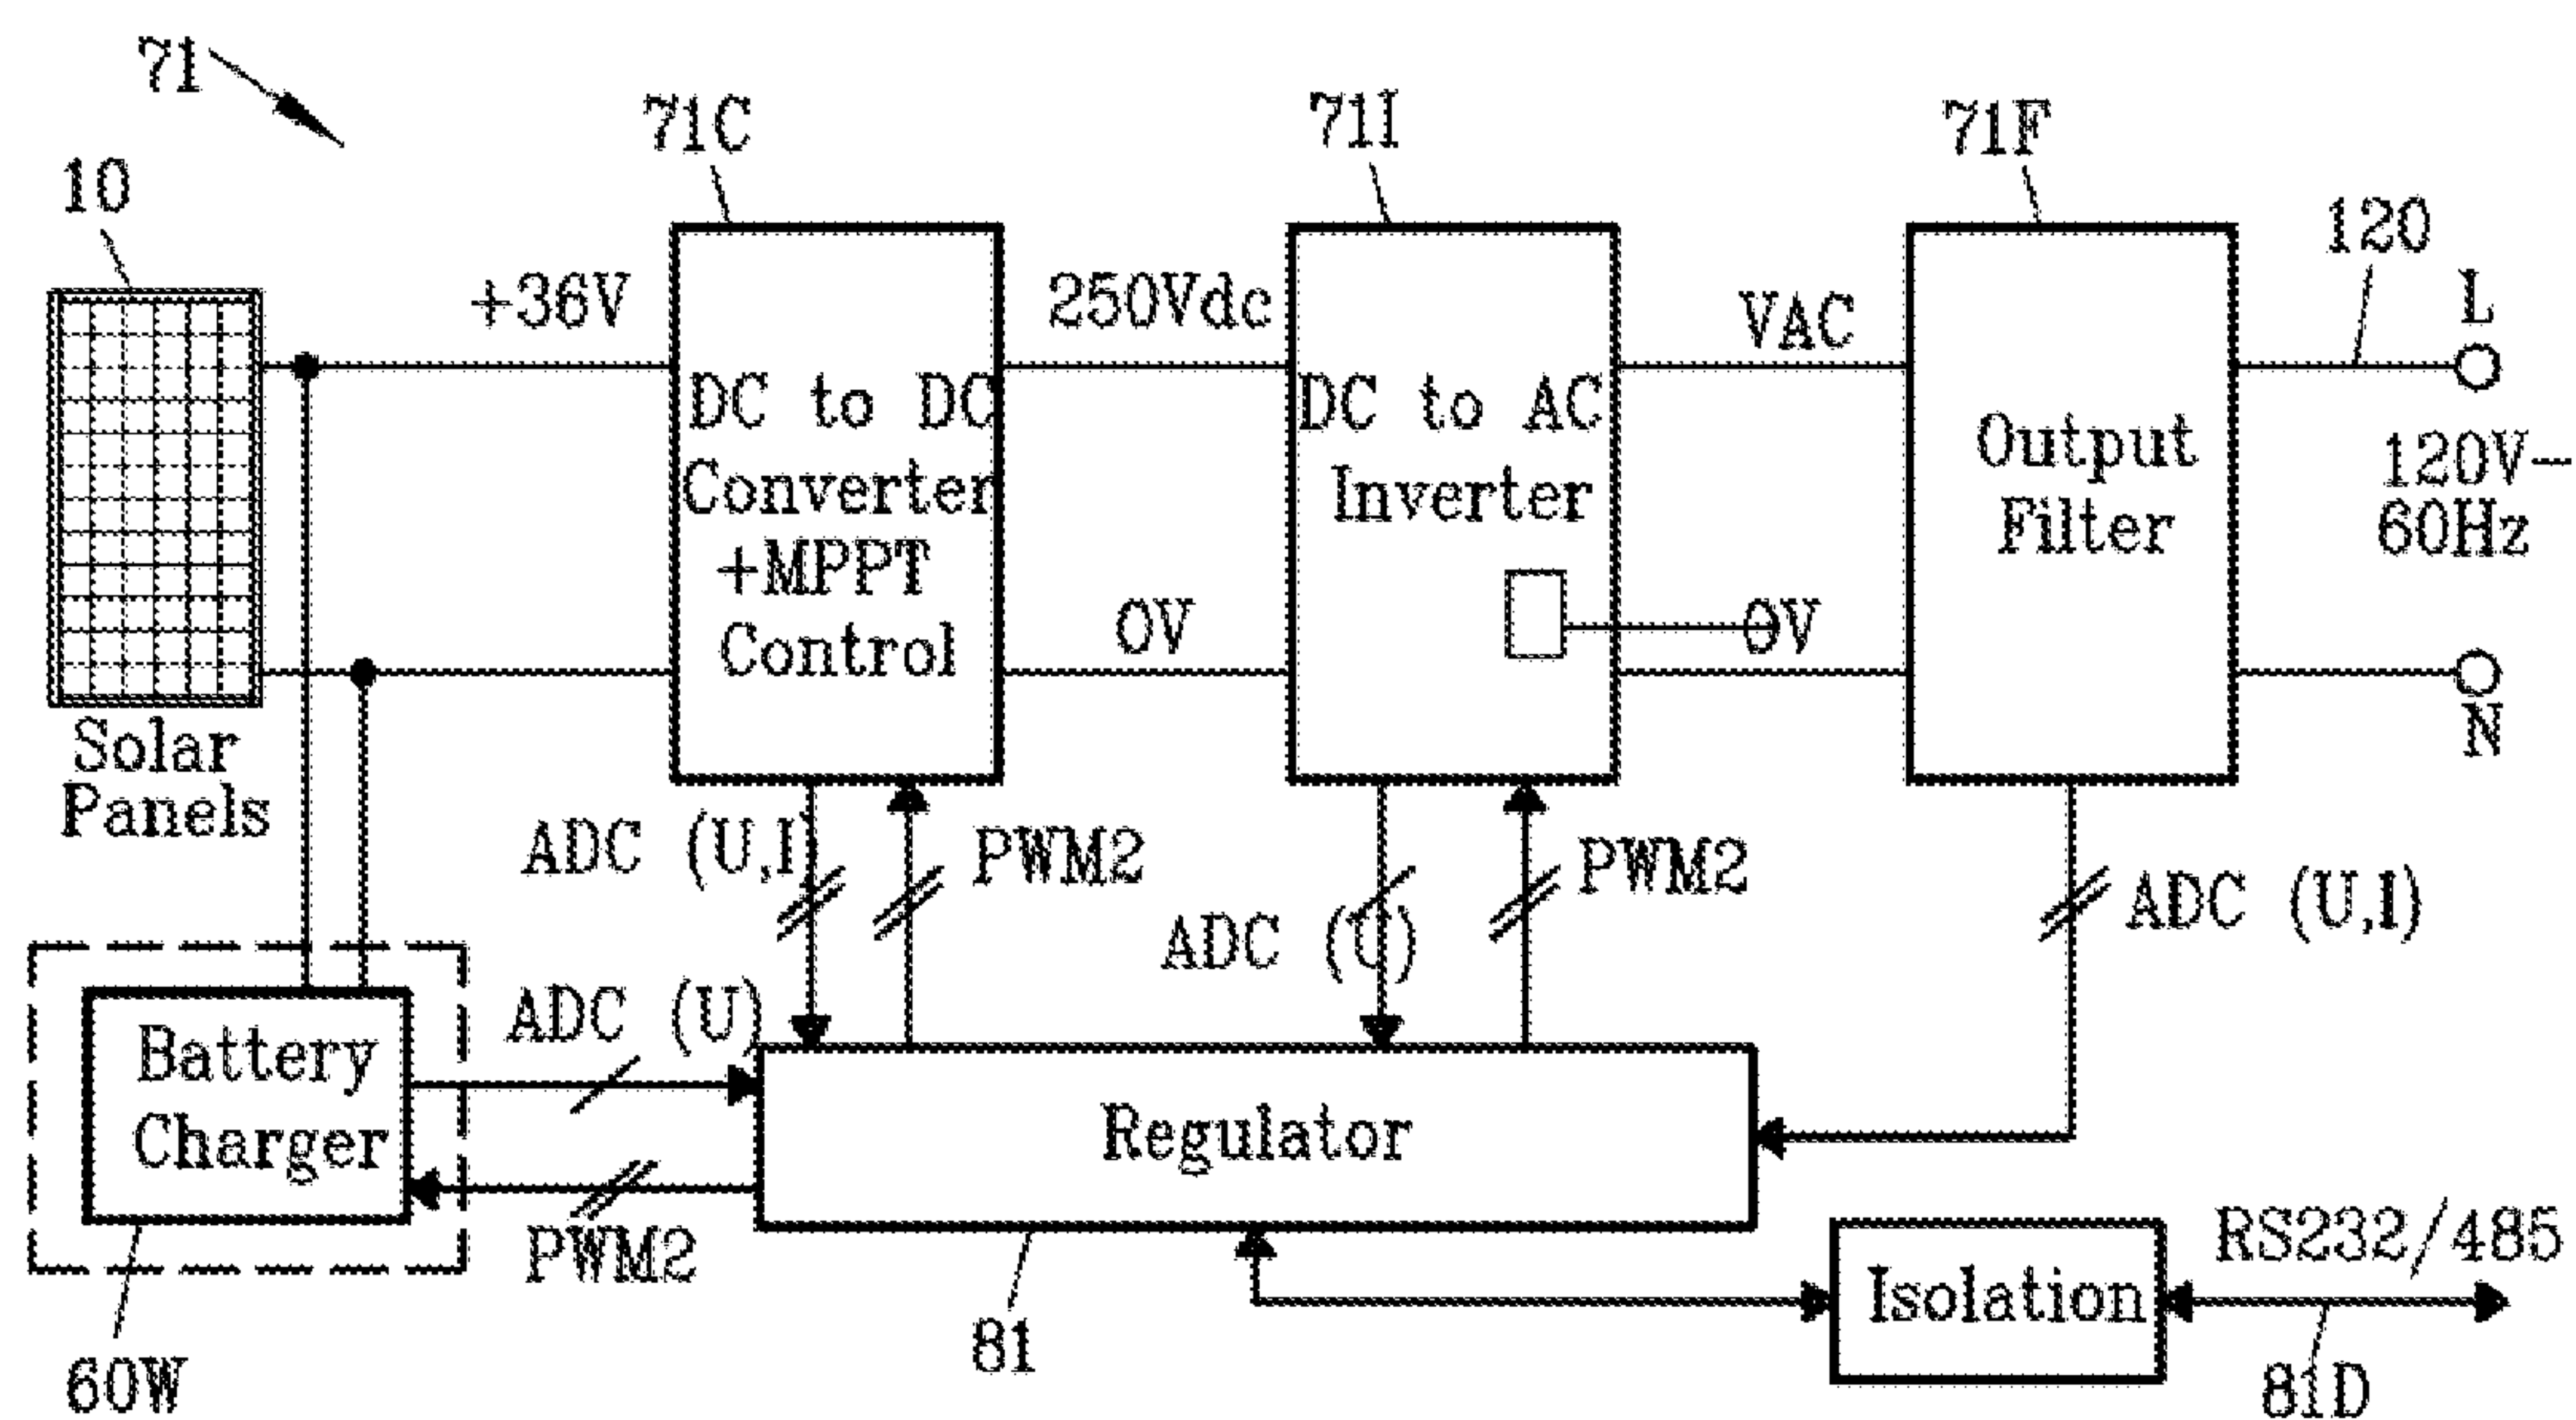 71
10
71C
71I
71F
120
L
+36V
250Vdc
VAC
DC to DC
Converter
+MPPT
Control
DC to AC
Inverter
Output
Filter
120V~
60Hz
0V
0V
N
Solar
Panels
ADC (U,I)
PWM2
ADC (U)
PWM2
ADC (U,I)
ADC (U)
Battery
Charger
Regulator
PWM2
60W
81
Isolation
RS232/485
81D